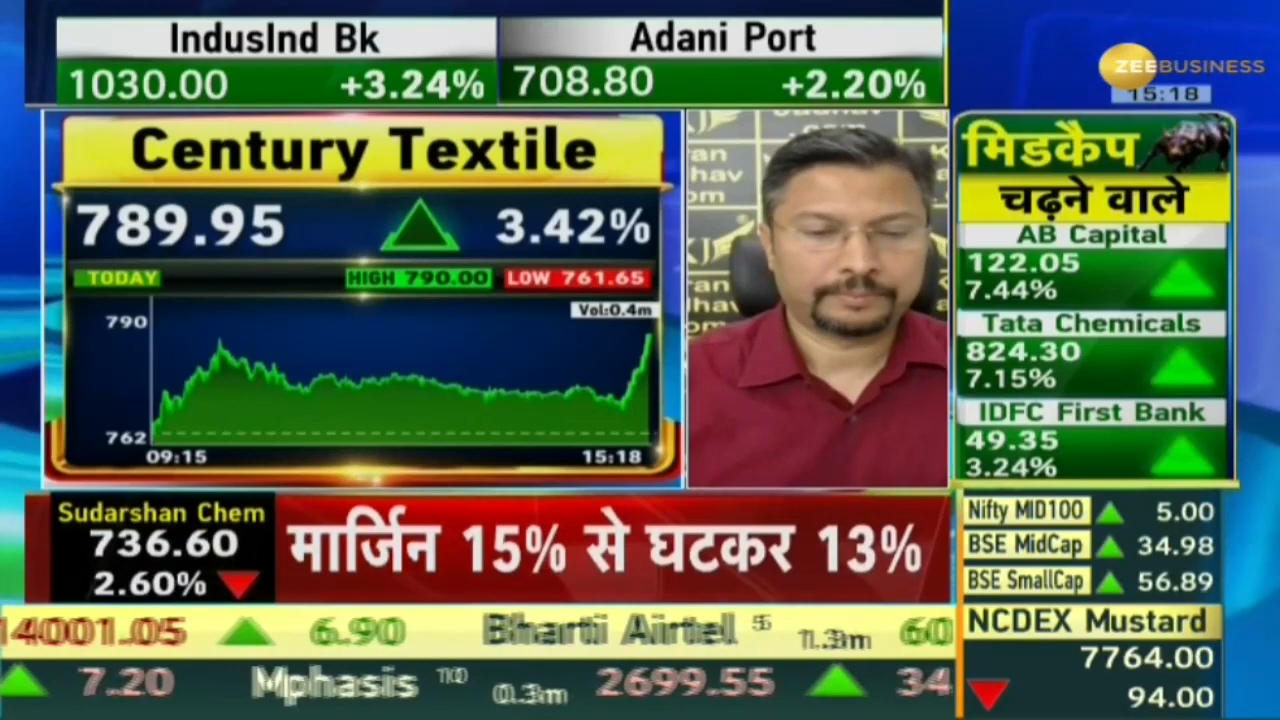 IndusInd Bk
1030.00 +3.24%
Adani Port
708.80 +2.20%
ZEEBUSINESS
15:18
Century Textile
789.95 3.42%
TODAY HIGH 790.00 LOW 761.65
Vol:0.4m
790
762
09:15 15:18
मिडकैप
चढ़ने वाले
AB Capital
122.05
7.44%
Tata Chemicals
824.30
7.15%
IDFC First Bank
49.35
3.24%
Sudarshan Chem
736.60
2.60%
मार्जिन 15% से घटकर 13%
Nifty MID100 5.00
BSE MidCap 34.98
BSE SmallCap 56.89
NCDEX Mustard
7764.00
94.00
14001.05 6.90 Bharti Airtel 1.3m 60
7.20 Mphasis 100 0.3m 2699.55 34